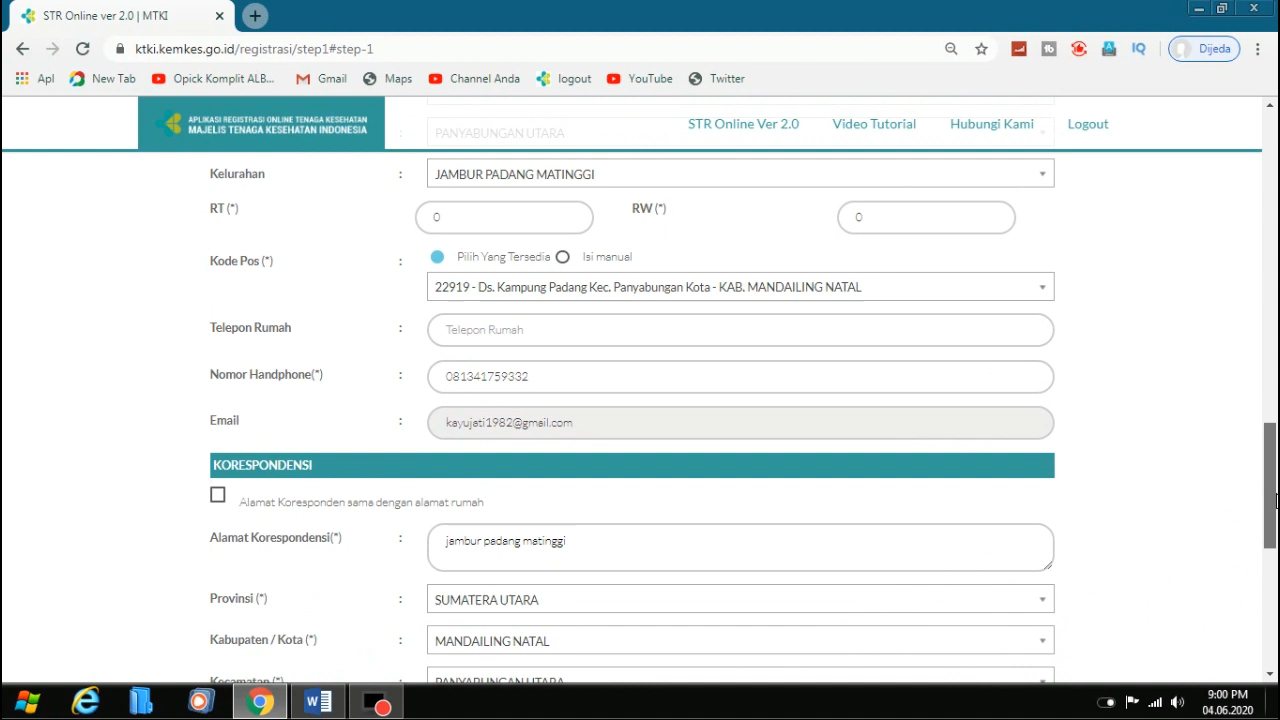 STR Online ver 2.0 | MTKI
ktki.kemkes.go.id/registrasi/step1#step-1
IQ
Dijeda
Apl
New Tab
Opick Komplit ALB...
Gmail
Maps
Channel Anda
logout
YouTube
Twitter
APLIKASI REGISTRASI ONLINE TENAGA KESEHATAN
MAJELIS TENAGA KESEHATAN INDONESIA
STR Online Ver 2.0
Video Tutorial
Hubungi Kami
Logout
: PANYABUNGAN UTARA
Kelurahan : JAMBUR PADANG MATINGGI
RT (*) 0 RW (*) 0
Kode Pos (*) : Pilih Yang Tersedia Isi manual
22919 - Ds. Kampung Padang Kec. Panyabungan Kota - KAB. MANDAILING NATAL
Telepon Rumah : Telepon Rumah
Nomor Handphone(*) : 081341759332
Email : kayujati1982@gmail.com
KORESPONDENSI
Alamat Koresponden sama dengan alamat rumah
Alamat Korespondensi(*) : jambur padang matinggi
Provinsi (*) : SUMATERA UTARA
Kabupaten / Kota (*) : MANDAILING NATAL
Kecamatan (*) : PANYABUNGAN UTARA
9:00 PM
04.06.2020